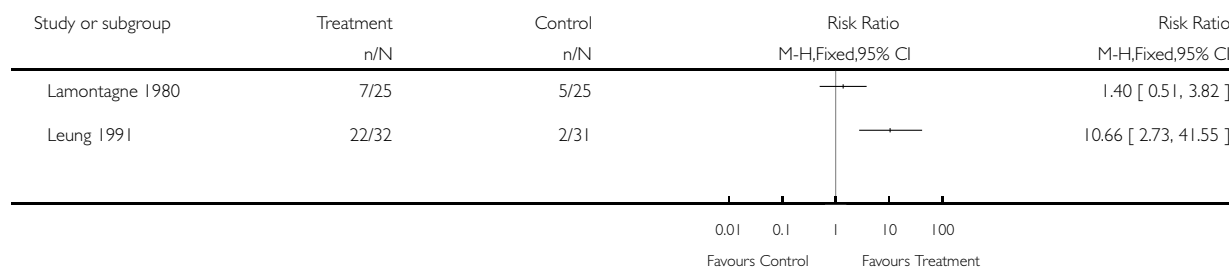 Study or subgroup Treatment Control Risk Ratio Risk Ratio
n/N n/N M-H,Fixed,95% CI M-H,Fixed,95% CI
Lamontagne 1980 7/25 5/25 1.40 [ 0.51, 3.82 ]
Leung 1991 22/32 2/31 10.66 [ 2.73, 41.55 ]
0.01 0.1 1 10 100
Favours Control Favours Treatment